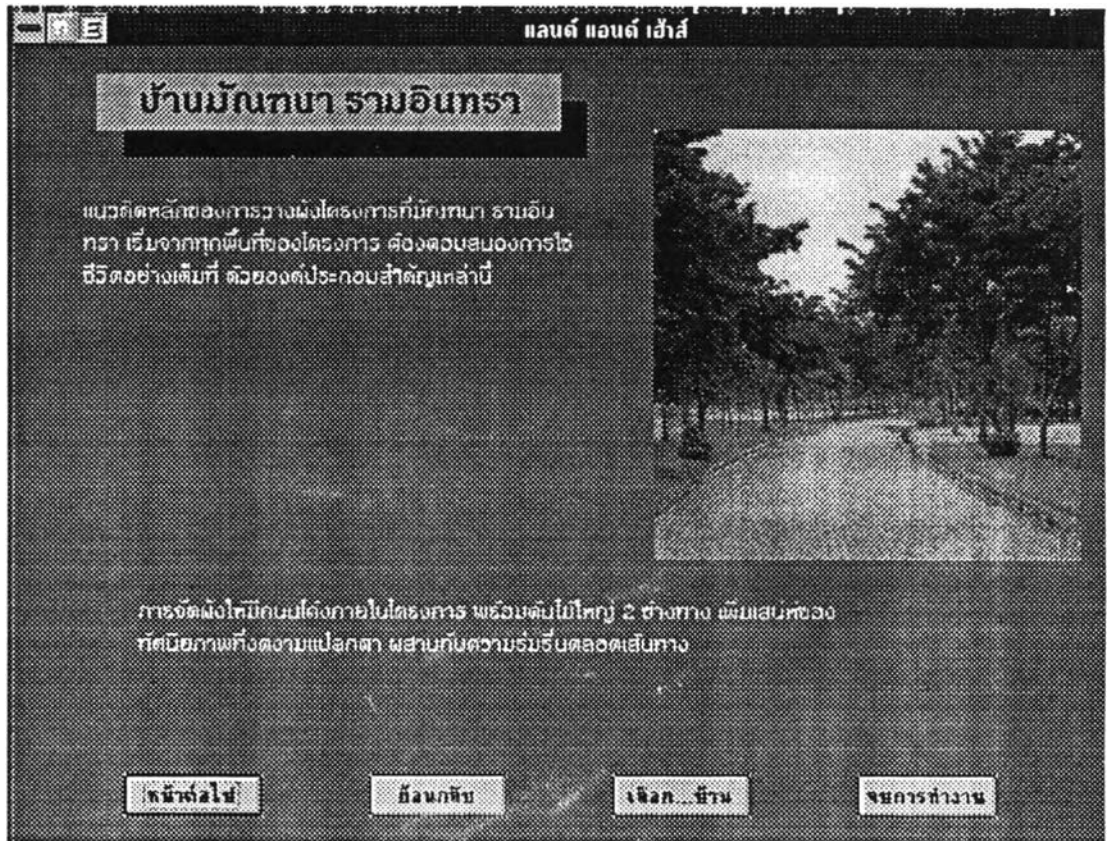 แลนด์ แอนด์ เฮ้าส์
บ้านมัณฑนา รามอินทรา
แนวคิดหลักของการวางผังโครงการที่มัณฑนา รามอิน
ทรา เริ่มจากทุกพื้นที่ของโครงการ ต้องตอบสนองการใช้
ชีวิตอย่างเต็มที่ ด้วยองค์ประกอบสำคัญเหล่านี้
การจัดผังให้มีถนนโค้งภายในโครงการ พร้อมต้นไม้ใหญ่ 2 ข้างทาง เพิ่มเสน่ห์ของ
ทัศนียภาพที่งดงามแปลกตา ผสานกับความร่มรื่นตลอดเส้นทาง
หน้าต่อไป
ย้อนกลับ
เลือก...บ้าน
จบการทำงาน